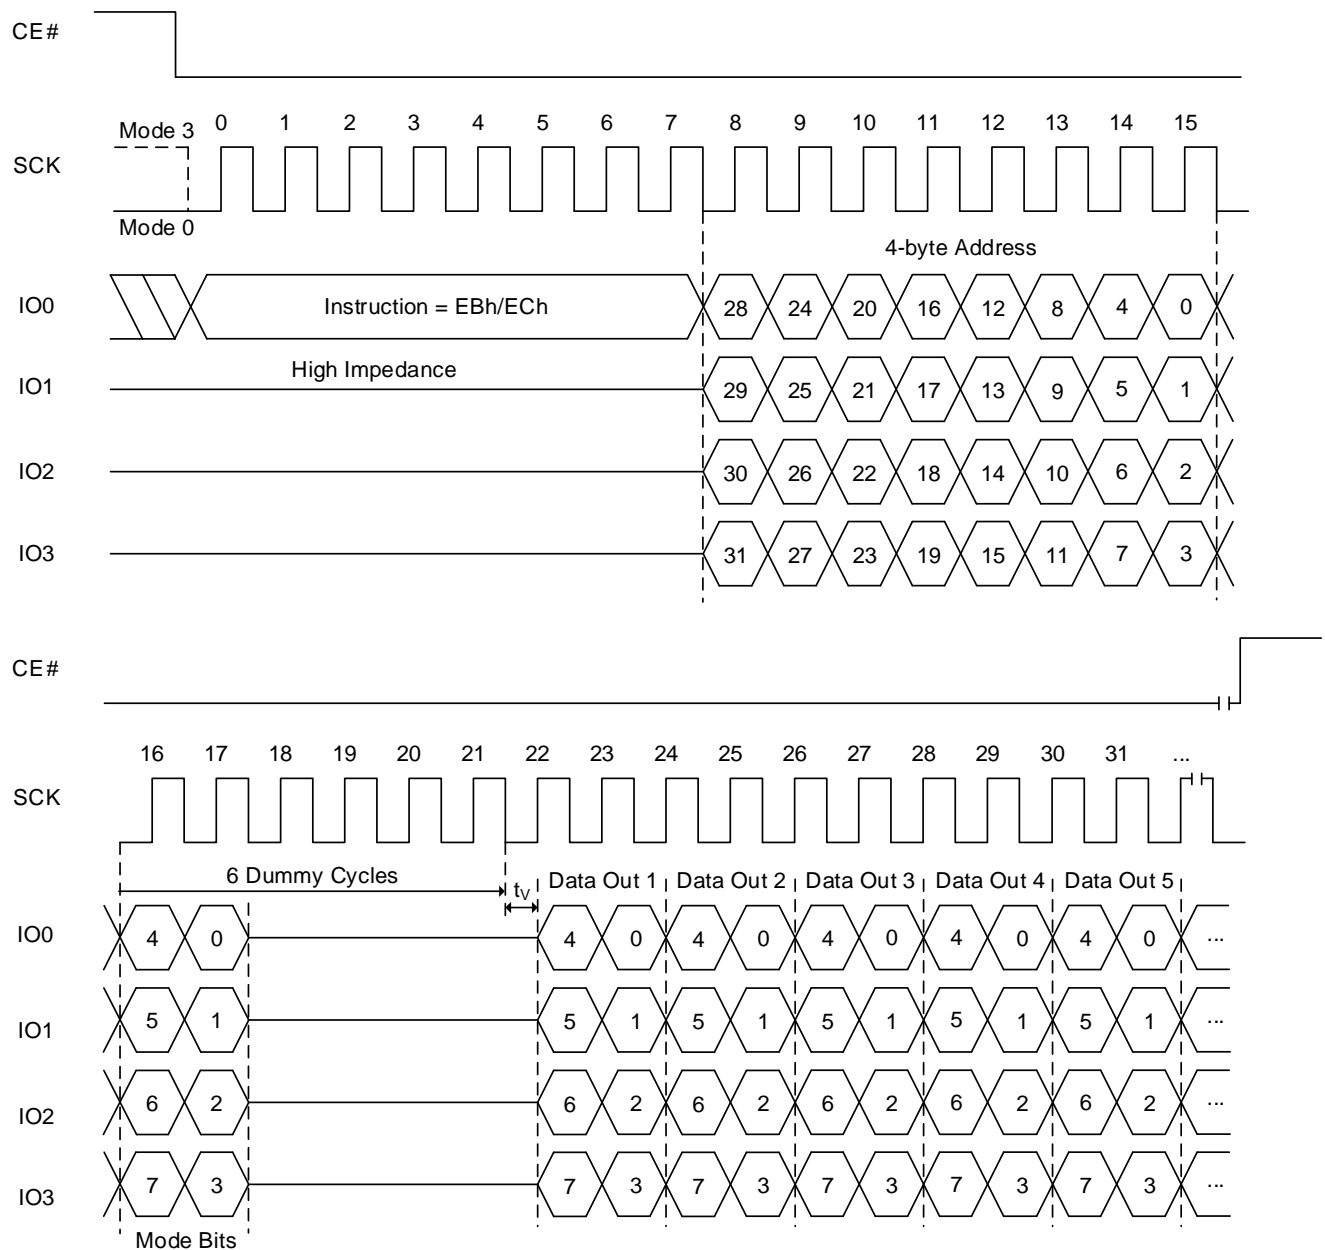 CE#
Mode 3 0 1 2 3 4 5 6 7 8 9 10 11 12 13 14 15
SCK
Mode 0
4-byte Address
IO0 Instruction = EBh/ECh 28 24 20 16 12 8 4 0
High Impedance
IO1 29 25 21 17 13 9 5 1
IO2 30 26 22 18 14 10 6 2
IO3 31 27 23 19 15 11 7 3
CE#
16 17 18 19 20 21 22 23 24 25 26 27 28 29 30 31 ...
SCK
6 Dummy Cycles tV Data Out 1 Data Out 2 Data Out 3 Data Out 4 Data Out 5
IO0 4 0 4 0 4 0 4 0 4 0 4 0 ...
IO1 5 1 5 1 5 1 5 1 5 1 5 1 ...
IO2 6 2 6 2 6 2 6 2 6 2 6 2 ...
IO3 7 3 7 3 7 3 7 3 7 3 7 3 ...
Mode Bits